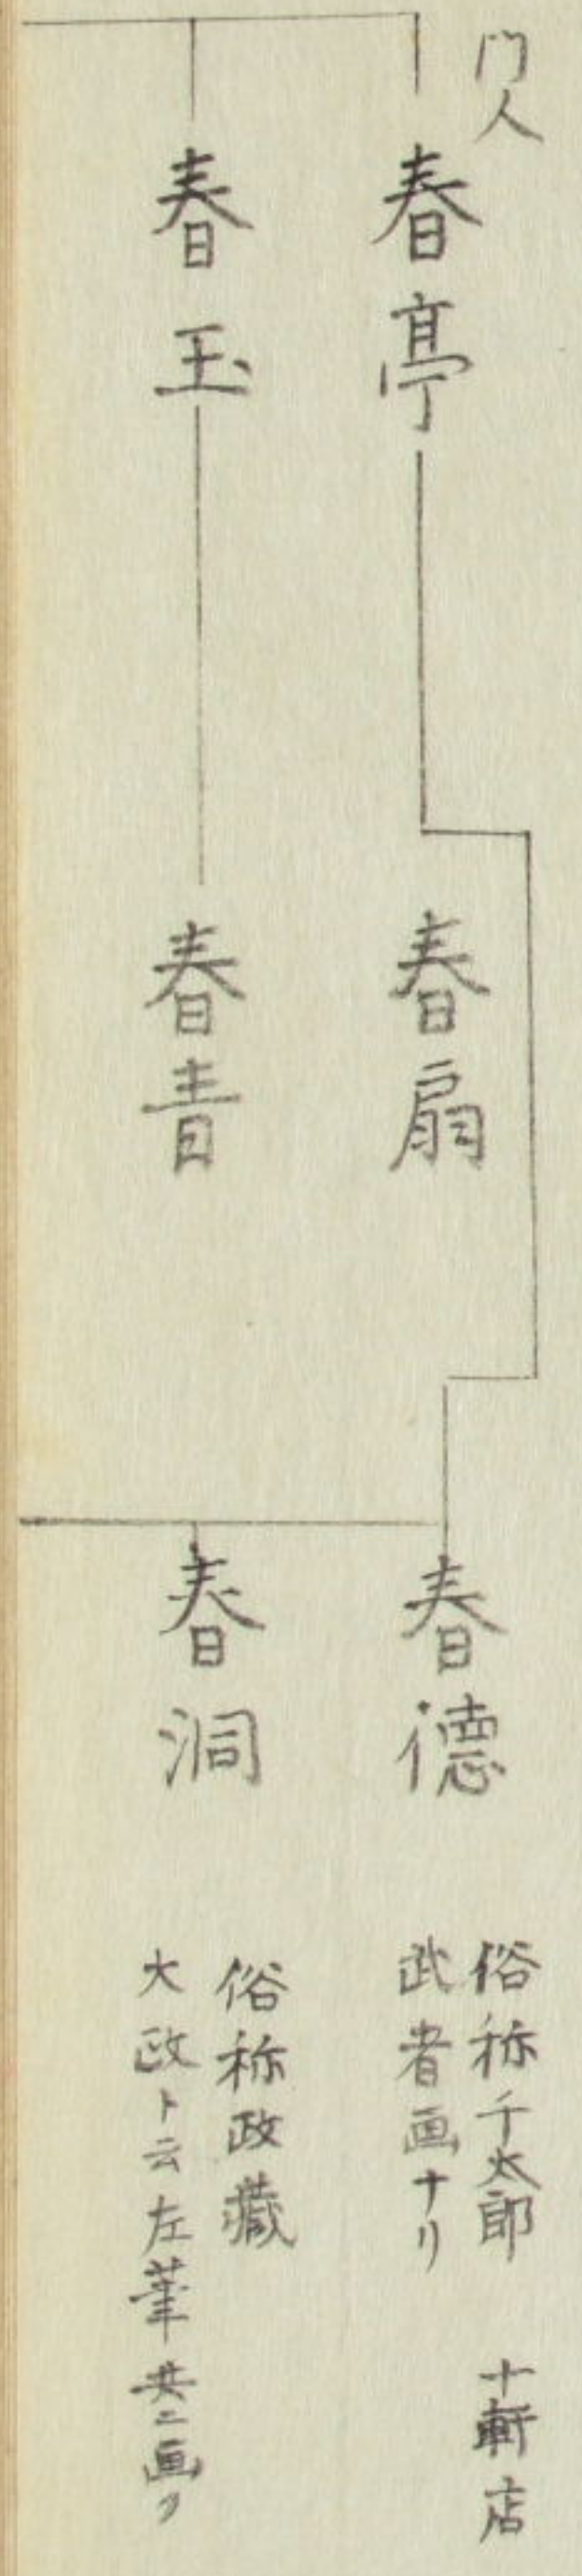 門人
春亭
春扇
春德
俗称千太郎 十軒店
武者画ナリ
春玉
春青
春洞
俗称政藏
大政ト云左筆共ニ画ク